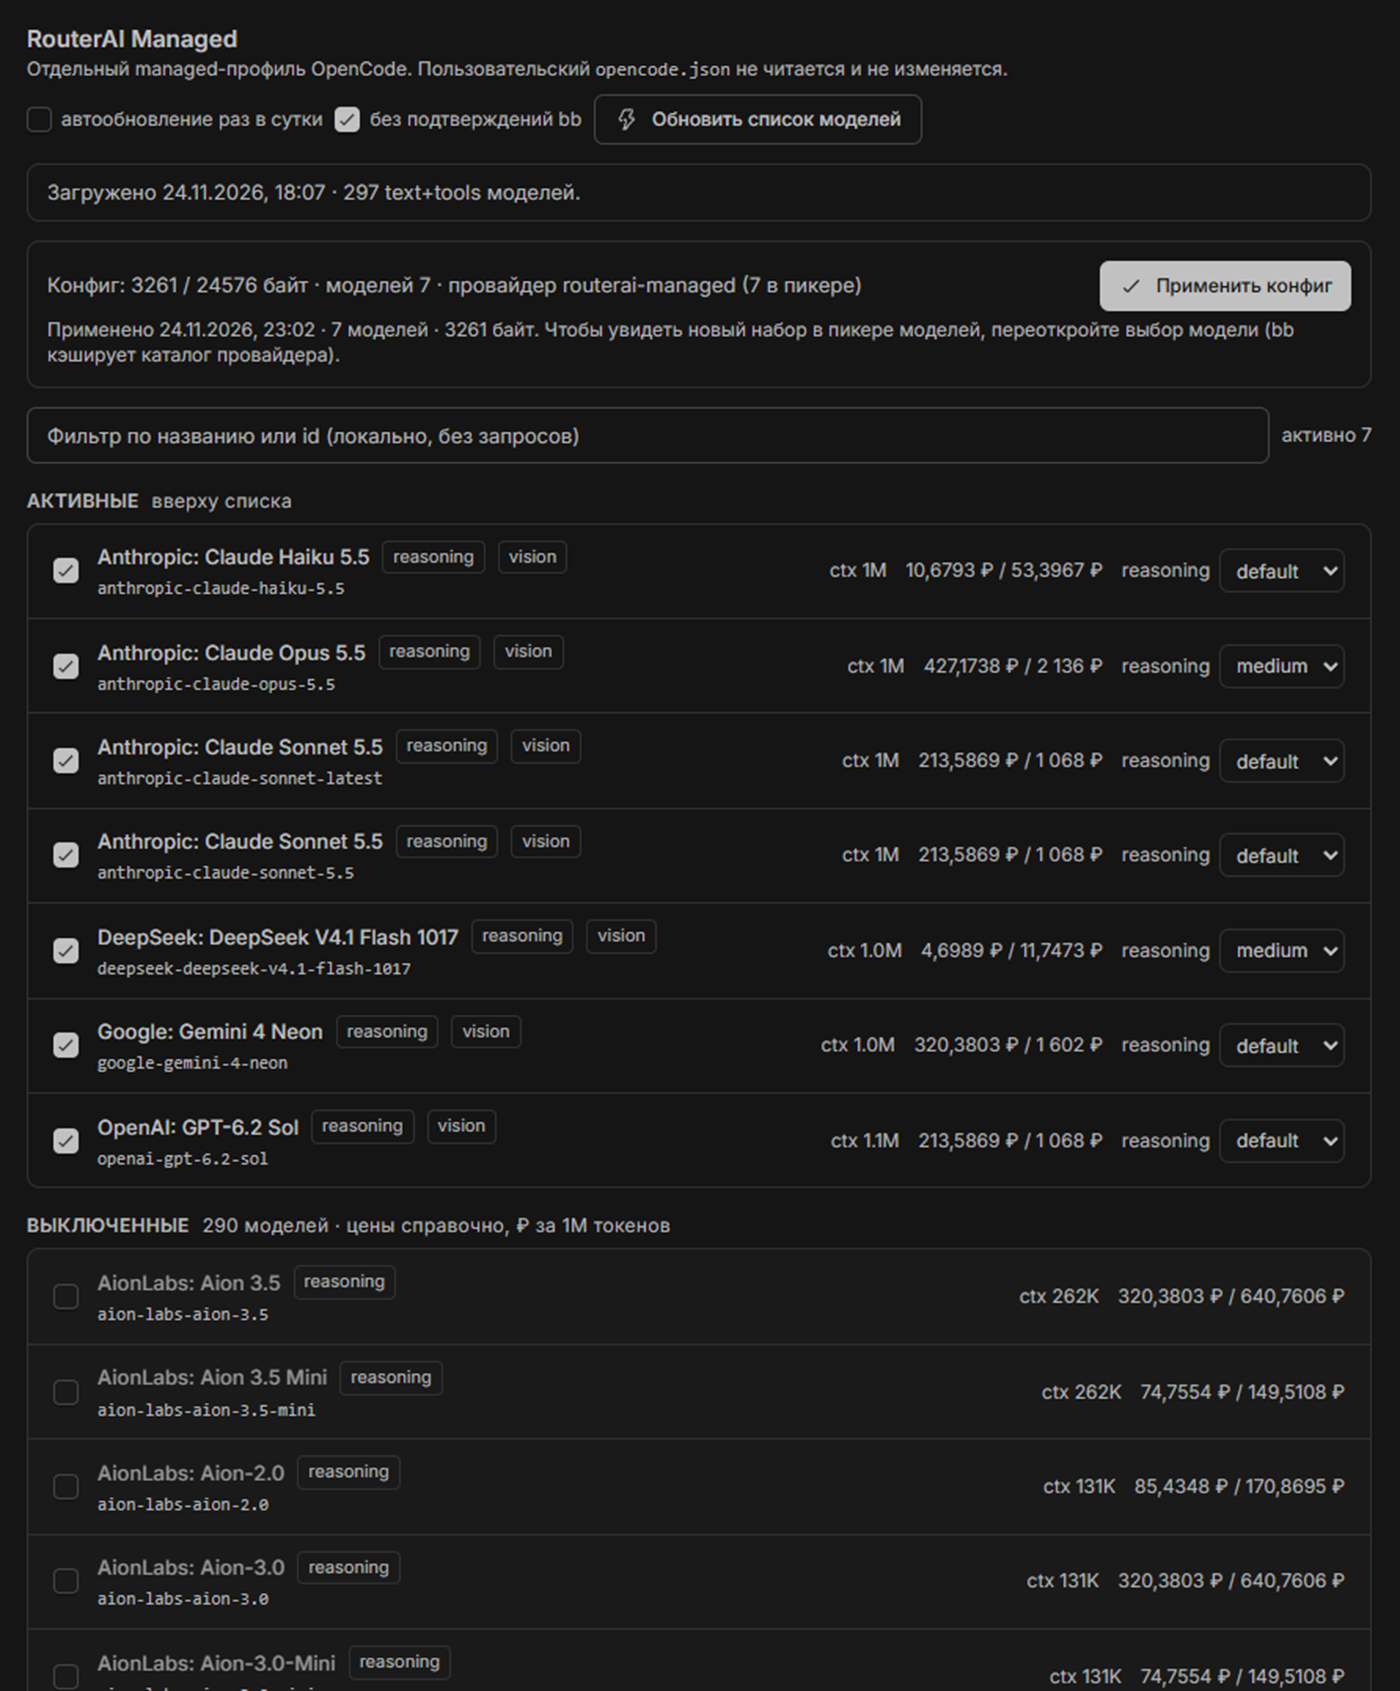 RouterAI Managed
Отдельный managed-профиль OpenCode. Пользовательский opencode.json не читается и не изменяется.
автообновление раз в сутки без подтверждений bb Обновить список моделей
Загружено 24.11.2026, 18:07 · 297 text+tools моделей.
Конфиг: 3261 / 24576 байт · моделей 7 · провайдер routerai-managed (7 в пикере) Применить конфиг
Применено 24.11.2026, 23:02 · 7 моделей · 3261 байт. Чтобы увидеть новый набор в пикере моделей, переоткройте выбор модели (bb
кэширует каталог провайдера).
Фильтр по названию или id (локально, без запросов) активно 7
АКТИВНЫЕ вверху списка
Anthropic: Claude Haiku 5.5 reasoning vision
anthropic-claude-haiku-5.5
ctx 1M 10,6793 ₽ / 53,3967 ₽ reasoning default
Anthropic: Claude Opus 5.5 reasoning vision
anthropic-claude-opus-5.5
ctx 1M 427,1738 ₽ / 2 136 ₽ reasoning medium
Anthropic: Claude Sonnet 5.5 reasoning vision
anthropic-claude-sonnet-latest
ctx 1M 213,5869 ₽ / 1 068 ₽ reasoning default
Anthropic: Claude Sonnet 5.5 reasoning vision
anthropic-claude-sonnet-5.5
ctx 1M 213,5869 ₽ / 1 068 ₽ reasoning default
DeepSeek: DeepSeek V4.1 Flash 1017 reasoning vision
deepseek-deepseek-v4.1-flash-1017
ctx 1.0M 4,6989 ₽ / 11,7473 ₽ reasoning medium
Google: Gemini 4 Neon reasoning vision
google-gemini-4-neon
ctx 1.0M 320,3803 ₽ / 1 602 ₽ reasoning default
OpenAI: GPT-6.2 Sol reasoning vision
openai-gpt-6.2-sol
ctx 1.1M 213,5869 ₽ / 1 068 ₽ reasoning default
ВЫКЛЮЧЕННЫЕ 290 моделей · цены справочно, ₽ за 1M токенов
AionLabs: Aion 3.5 reasoning
aion-labs-aion-3.5
ctx 262K 320,3803 ₽ / 640,7606 ₽
AionLabs: Aion 3.5 Mini reasoning
aion-labs-aion-3.5-mini
ctx 262K 74,7554 ₽ / 149,5108 ₽
AionLabs: Aion-2.0 reasoning
aion-labs-aion-2.0
ctx 131K 85,4348 ₽ / 170,8695 ₽
AionLabs: Aion-3.0 reasoning
aion-labs-aion-3.0
ctx 131K 320,3803 ₽ / 640,7606 ₽
AionLabs: Aion-3.0-Mini reasoning
ctx 131K 74,7554 ₽ / 149,5108 ₽